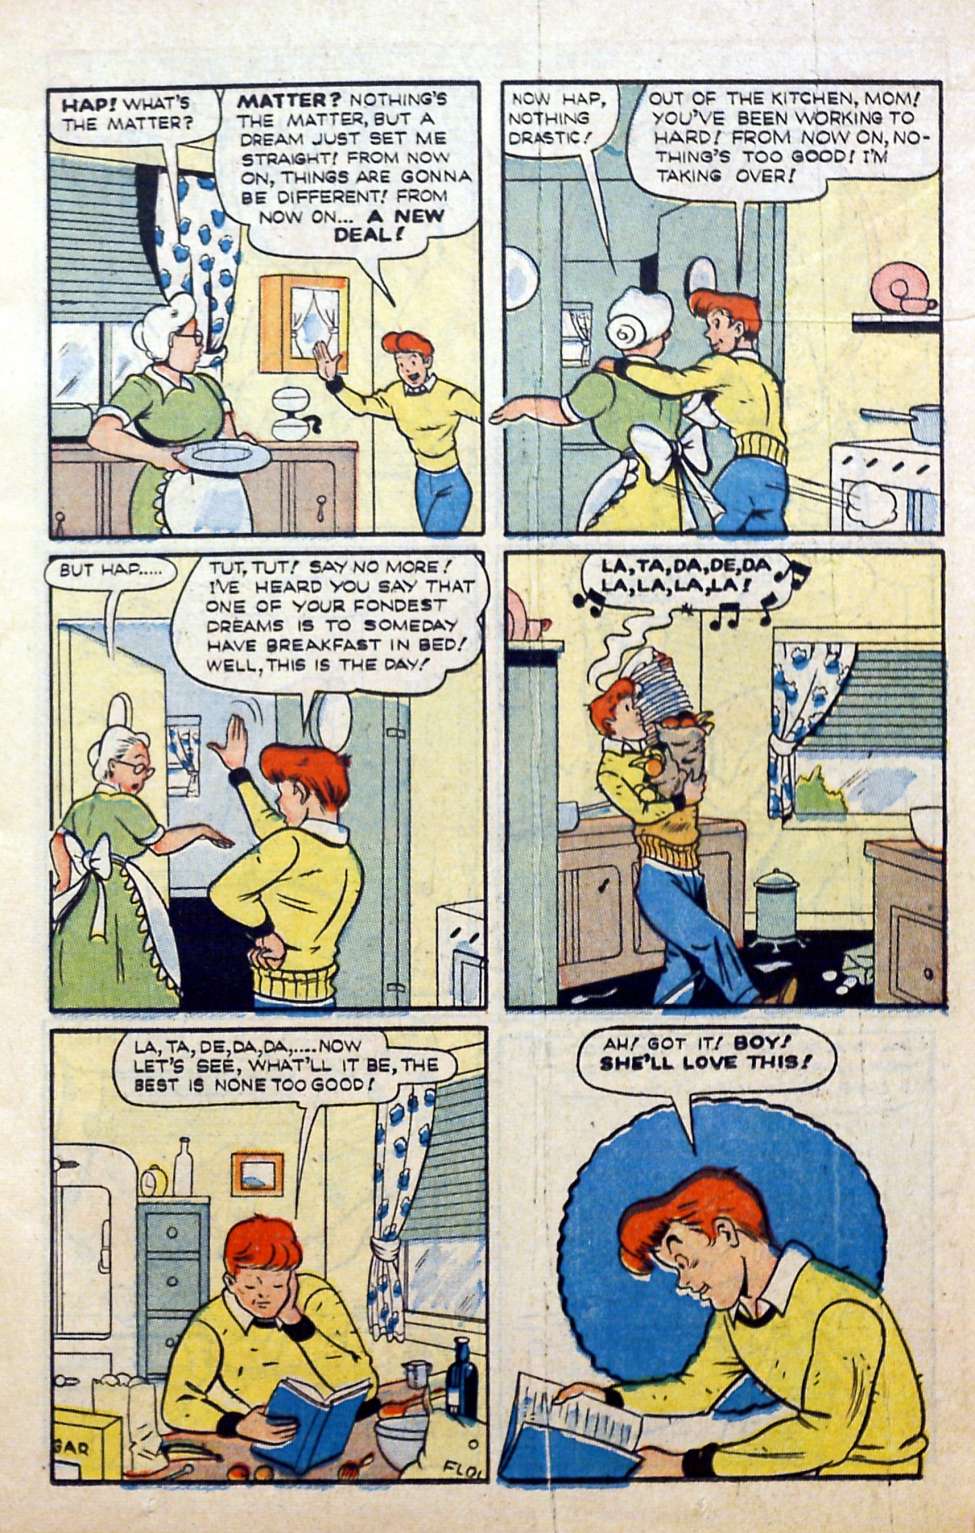 HAP! WHAT'S
THE MATTER?
MATTER? NOTHING'S
THE MATTER, BUT A
DREAM JUST SET ME
STRAIGHT! FROM NOW
ON, THINGS ARE GONNA
BE DIFFERENT! FROM
NOW ON... A NEW
DEAL!
NOW HAP,
NOTHING
DRASTIC!
OUT OF THE KITCHEN, MOM!
YOU'VE BEEN WORKING TO
HARD! FROM NOW ON, NO-
THING'S TOO GOOD! I'M
TAKING OVER!
BUT HAP.....
TUT, TUT! SAY NO MORE!
I'VE HEARD YOU SAY THAT
ONE OF YOUR FONDEST
DREAMS IS TO SOMEDAY
HAVE BREAKFAST IN BED!
WELL, THIS IS THE DAY!
LA, TA, DA, DE, DA
LA, LA, LA, LA!
LA, TA, DE, DA, DA,....NOW
LET'S SEE, WHAT'LL IT BE, THE
BEST IS NONE TOO GOOD!
GAR
FLO
AH! GOT IT! BOY!
SHE'LL LOVE THIS!